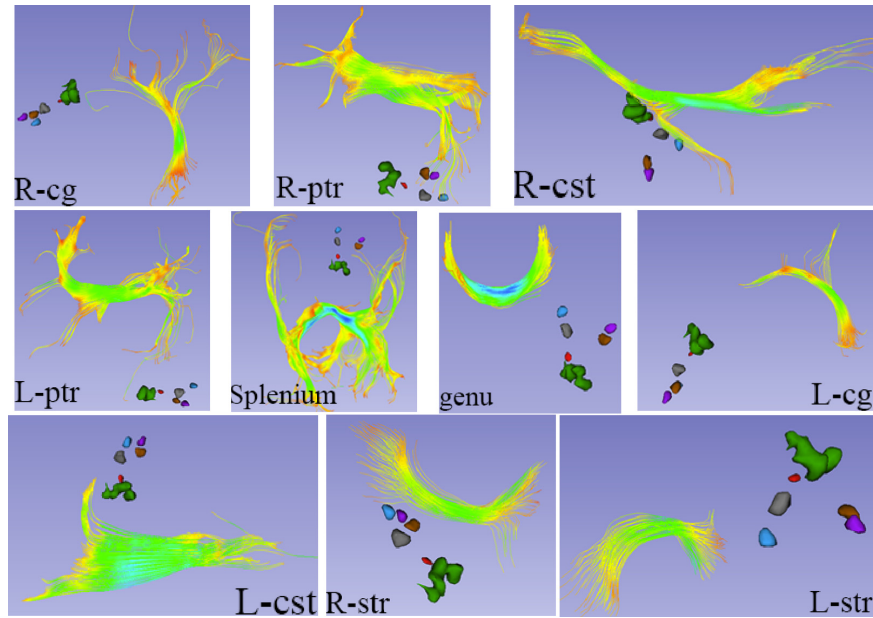 R-cg
R-ptr
R-cst
L-ptr
Splenium
genu
L-cg
L-cst
R-str
L-str